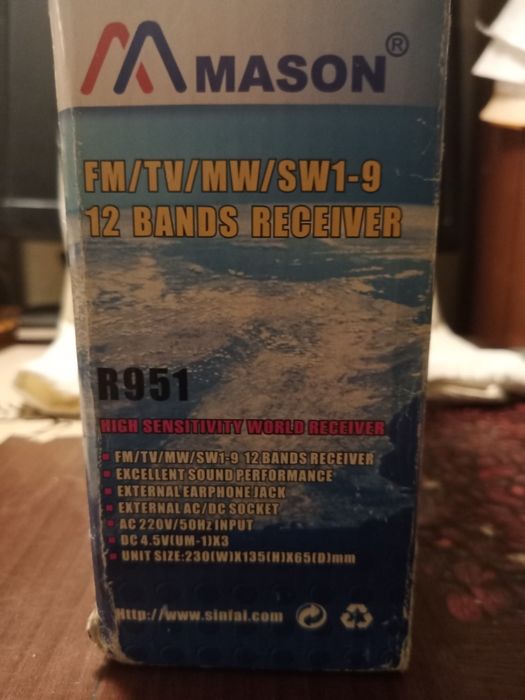 MASON®
FM/TV/MW/SW1-9
12 BANDS RECEIVER
R951
HIGH SENSITIVITY WORLD RECEIVER
FM/TV/MW/SW1-9 12 BANDS RECEIVER
EXCELLENT SOUND PERFORMANCE
EXTERNAL EARPHONE JACK
EXTERNAL AC/DC SOCKET
AC 220V/50Hz INPUT
DC 4.5V(UM-1)X3
UNIT SIZE:230(W)X135(H)X65(D)mm
Http://www.sinfai.com